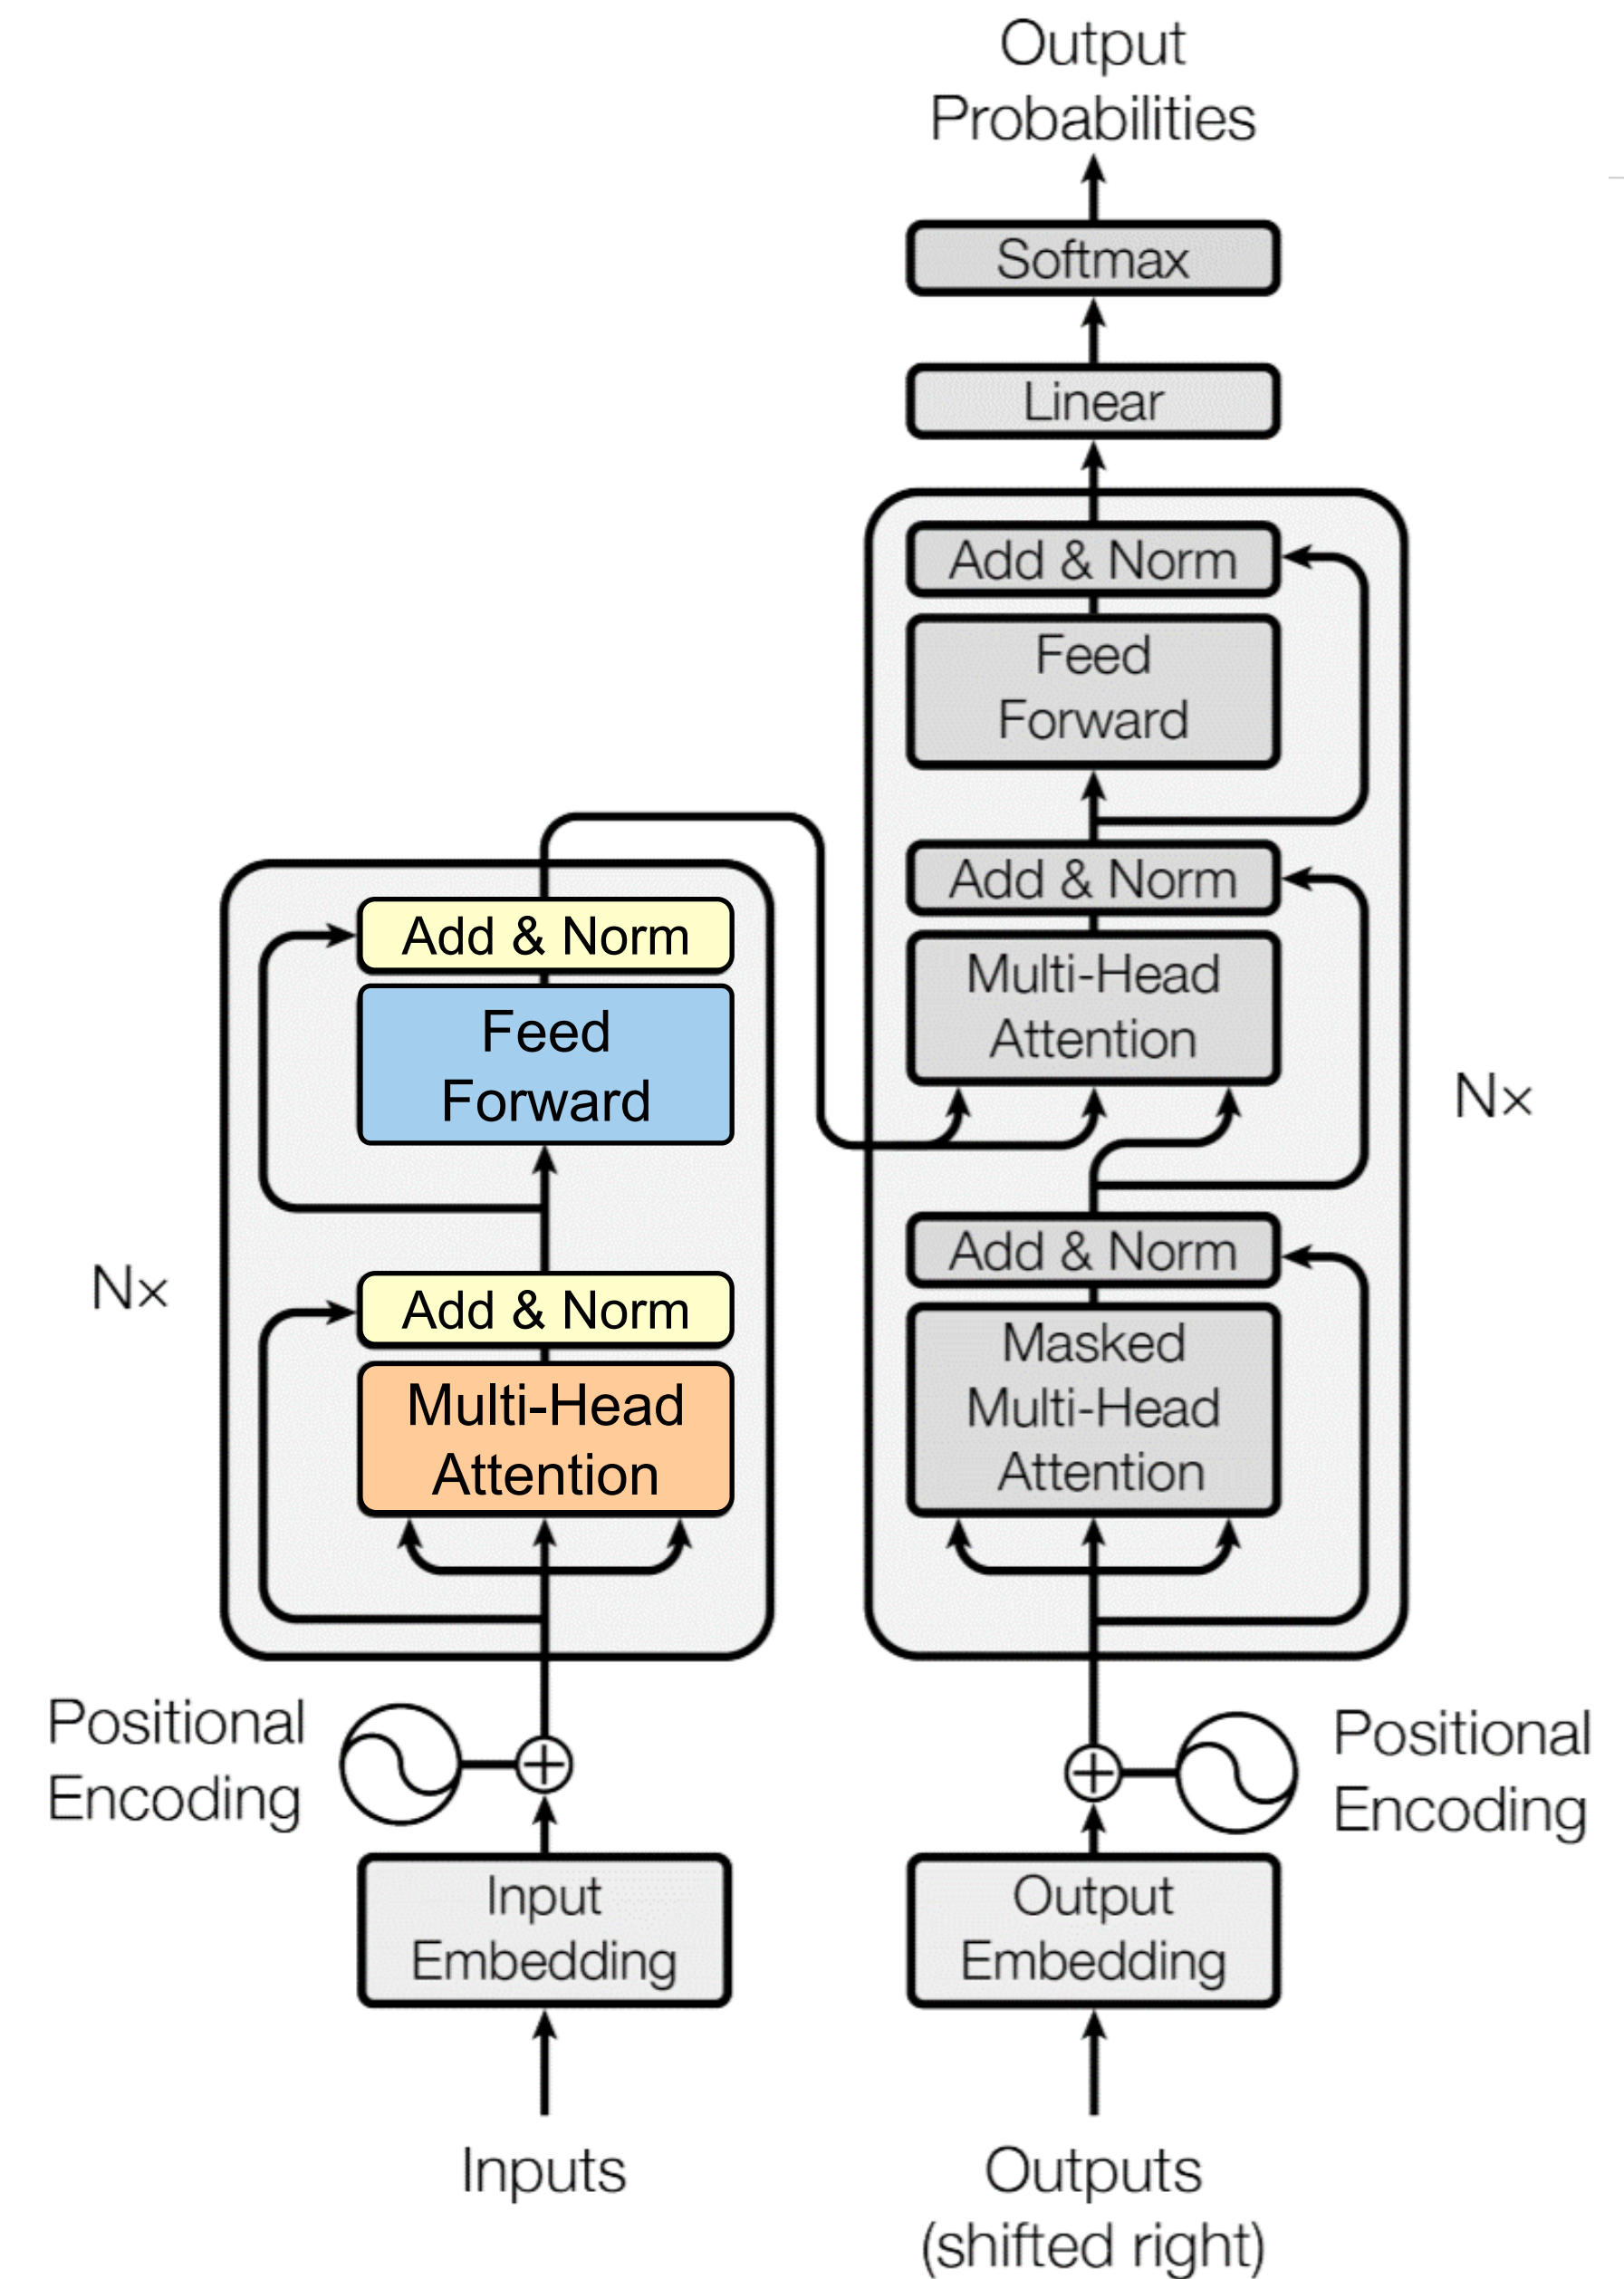 Output
Probabilities
Softmax
Linear
Add & Norm
Feed
Forward
Add & Norm
Multi-Head
Attention
Add & Norm
Masked
Multi-Head
Attention
N×
Add & Norm
Feed
Forward
Add & Norm
Multi-Head
Attention
N×
Positional
Encoding
Positional
Encoding
Input
Embedding
Output
Embedding
Inputs
Outputs
(shifted right)